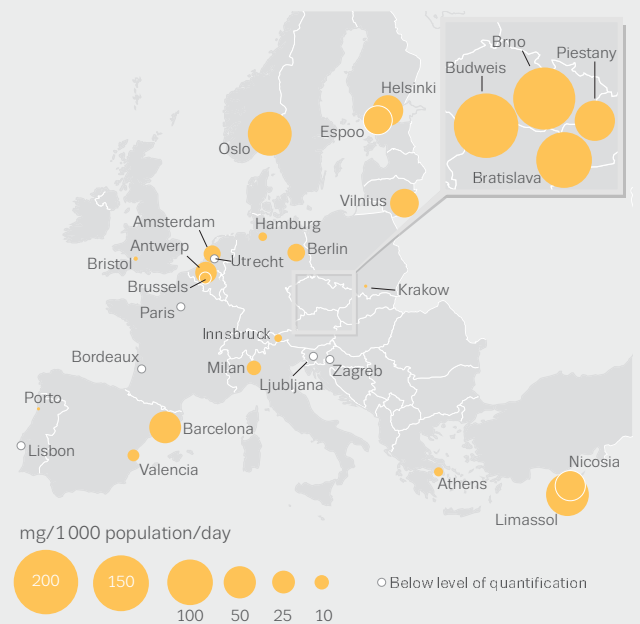 Brno
Piestany
Budweis
Helsinki
Espoo
Oslo
Bratislava
Vilnius
Amsterdam
Hamburg
Antwerp
Berlin
Bristol
Utrecht
Brussels
Krakow
Paris
Innsbruck
Bordeaux
Milan
Zagreb
Ljubljana
Porto
Barcelona
Lisbon
Valencia
Nicosia
Athens
Limassol
mg/1000 population/day
200 150
Below level of quantification
100 50 25 10